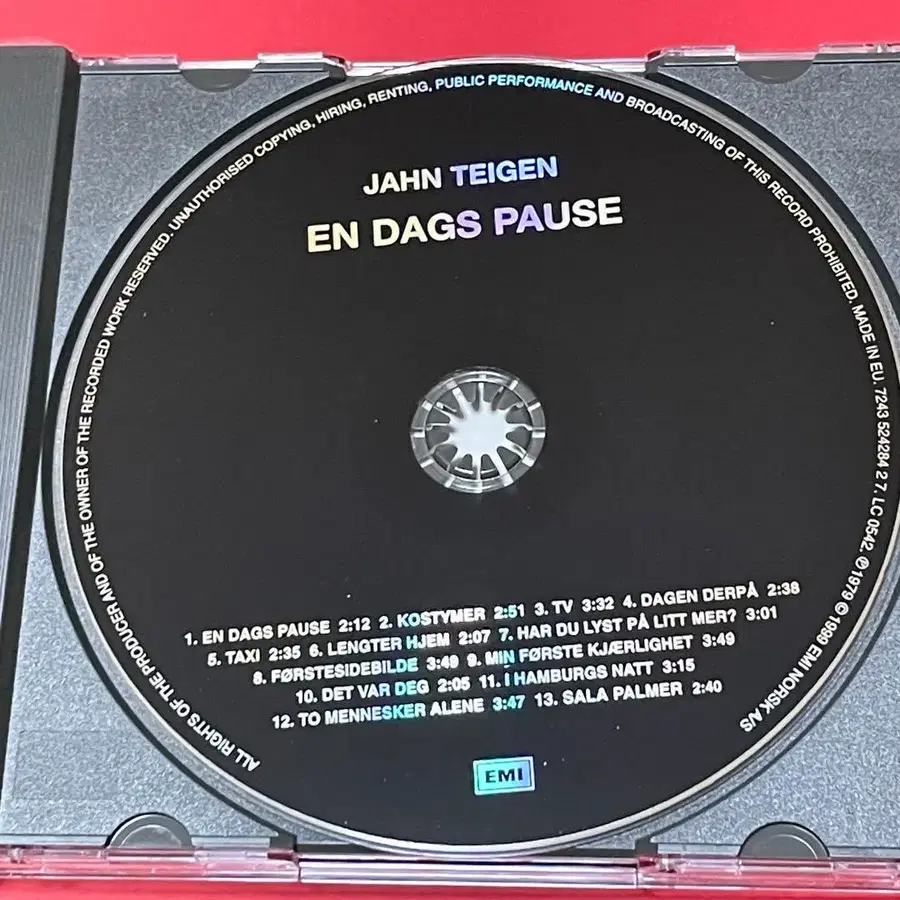 JAHN TEIGEN
EN DAGS PAUSE
1. EN DAGS PAUSE 2:12 2. KOSTYMER 2:51 3. TV 3:32 4. DAGEN DERPÅ 2:38
5. TAXI 2:35 6. LENGTER HJEM 2:07 7. HAR DU LYST PÅ LITT MER? 3:01
8. FØRSTESIDEBILDE 3:49 9. MIN FØRSTE KJÆRLIGHET 3:49
10. DET VAR DEG 2:05 11. I HAMBURGS NATT 3:15
12. TO MENNESKER ALENE 3:47 13. SALA PALMER 2:40
EMI
ALL RIGHTS OF THE PRODUCER AND OF THE OWNER OF THE RECORDED WORK RESERVED. UNAUTHORISED COPYING, HIRING, RENTING, PUBLIC PERFORMANCE AND BROADCASTING OF THIS RECORD PROHIBITED. MADE IN EU. 7243 524284 2 7. LC 0542. ℗ 1979 © 1999 EMI NORSK A/S